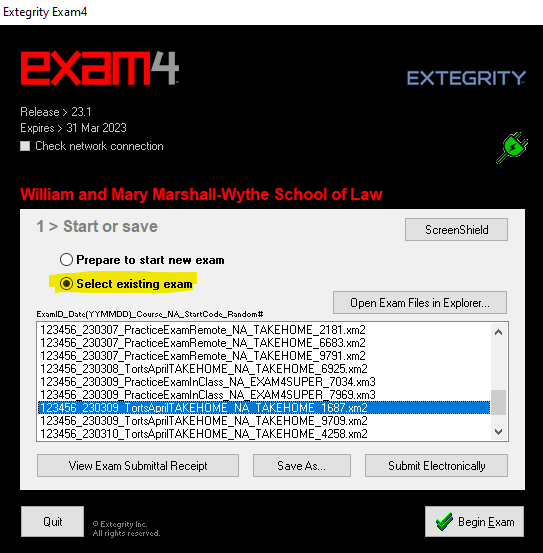 Extegrity Exam4
exam4
EXTEGRITY
Release > 23.1
Expires > 31 Mar 2023
Check network connection
William and Mary Marshall-Wythe School of Law
1 > Start or save
ScreenShield
Prepare to start new exam
Select existing exam
Open Exam Files in Explorer...
ExamID_Date(YYMMDD)_Course_NA_StartCode_Random#
123456_230307_PracticeExamRemote_NA_TAKEHOME_2181.xm2
123456_230307_PracticeExamRemote_NA_TAKEHOME_6683.xm2
123456_230307_PracticeExamRemote_NA_TAKEHOME_9791.xm2
123456_230308_TortsAprilTAKEHOME_NA_TAKEHOME_6925.xm2
123456_230309_PracticeExamInClass_NA_EXAM4SUPER_7034.xm3
123456_230309_PracticeExamInClass_NA_EXAM4SUPER_7969.xm3
123456_230309_TortsAprilTAKEHOME_NA_TAKEHOME_1687.xm2
123456_230309_TortsAprilTAKEHOME_NA_TAKEHOME_9709.xm2
123456_230310_TortsAprilTAKEHOME_NA_TAKEHOME_4258.xm2
View Exam Submittal Receipt
Save As...
Submit Electronically
Quit
© Extegrity Inc.
All rights reserved.
Begin Exam